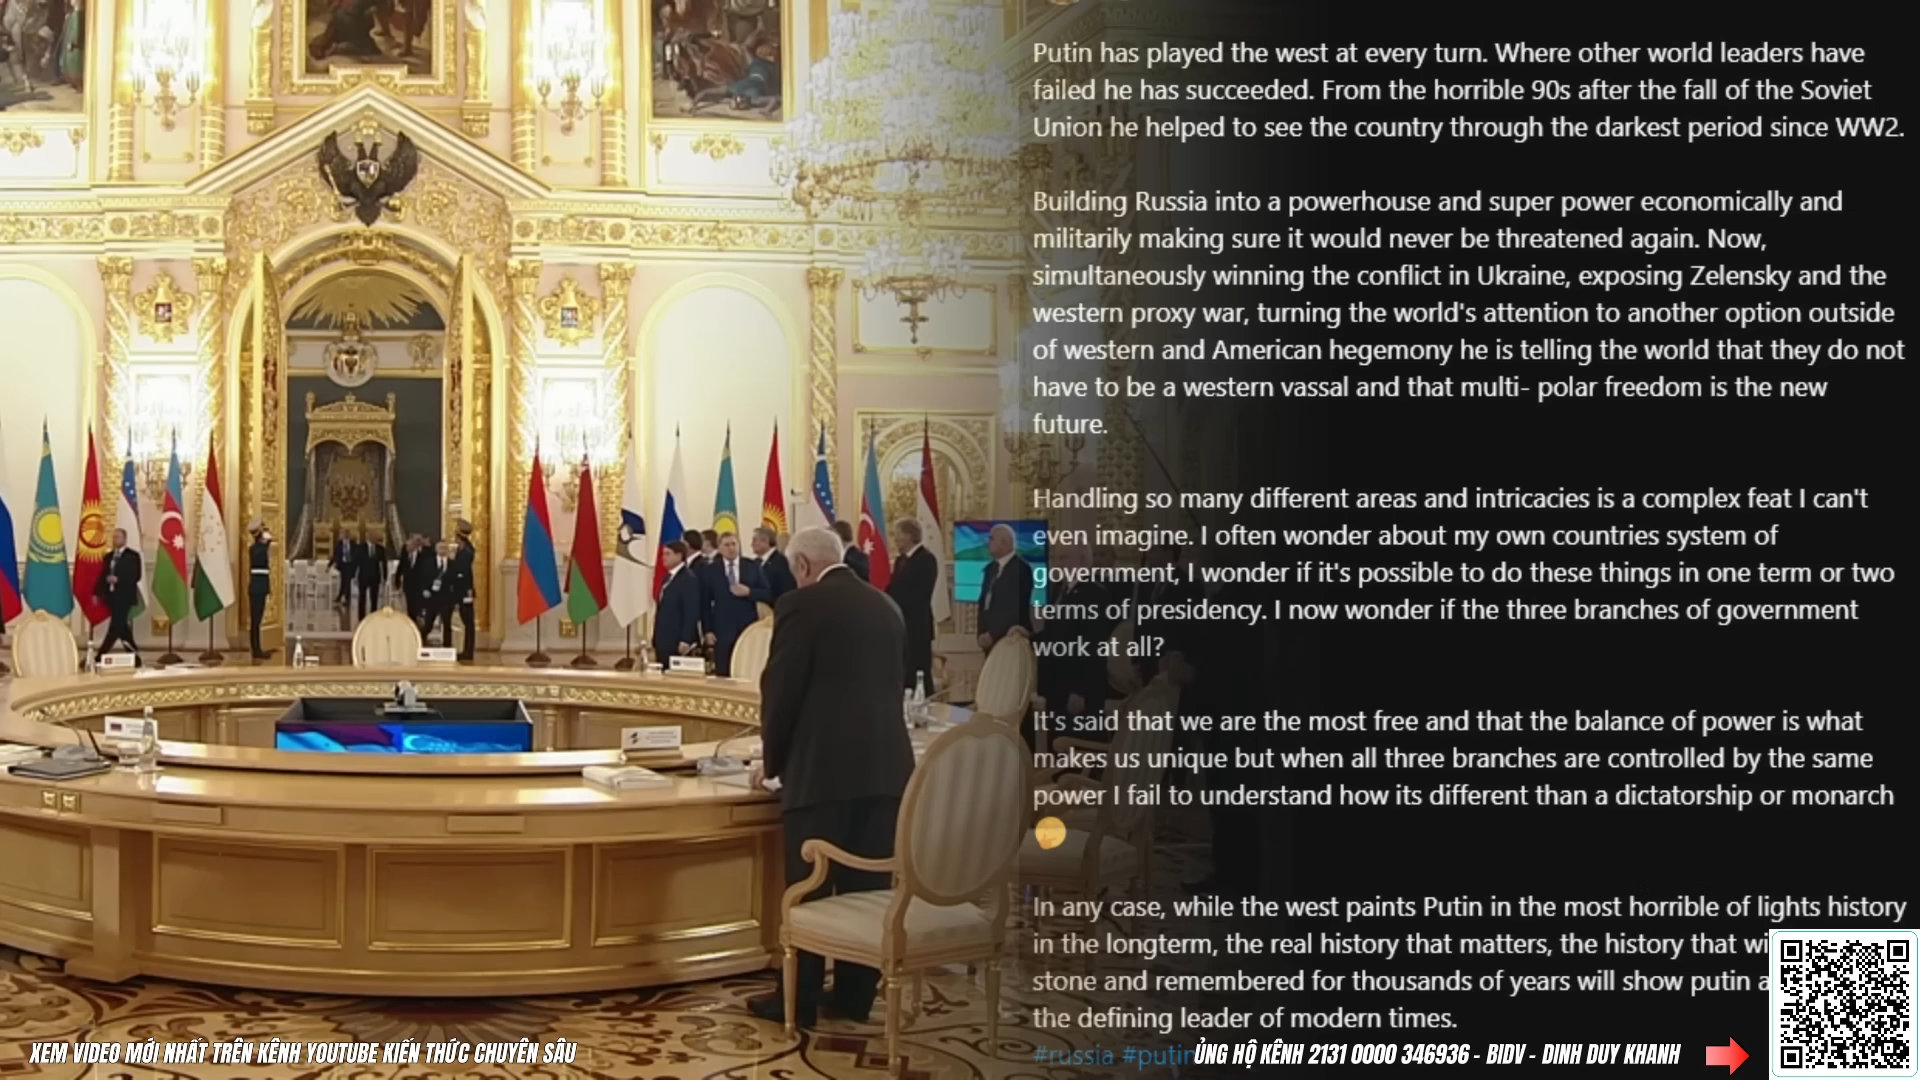 Putin has played the west at every turn. Where other world leaders have
failed he has succeeded. From the horrible 90s after the fall of the Soviet
Union he helped to see the country through the darkest period since WW2.
Building Russia into a powerhouse and super power economically and
militarily making sure it would never be threatened again. Now,
simultaneously winning the conflict in Ukraine, exposing Zelensky and the
western proxy war, turning the world's attention to another option outside
of western and American hegemony he is telling the world that they do not
have to be a western vassal and that multi- polar freedom is the new
future.
Handling so many different areas and intricacies is a complex feat I can't
even imagine. I often wonder about my own countries system of
government, I wonder if it's possible to do these things in one term or two
terms of presidency. I now wonder if the three branches of government
work at all?
It's said that we are the most free and that the balance of power is what
makes us unique but when all three branches are controlled by the same
power I fail to understand how its different than a dictatorship or monarch
In any case, while the west paints Putin in the most horrible of lights history
in the longterm, the real history that matters, the history that
stone and remembered for thousands of years will show putin
the defining leader of modern times.
#russia #putin
XEM VIDEO MỚI NHẤT TRÊN KÊNH YOUTUBE KIẾN THỨC CHUYÊN SÂU
ỦNG HỘ KÊNH 2131 0000 346936 - BIDV - DINH DUY KHANH